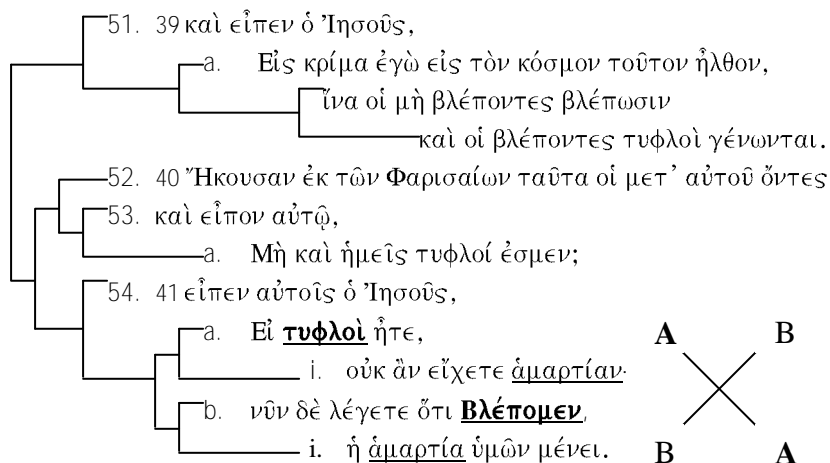 51. 39 καὶ εἶπεν ὁ Ἰησοῦς,
a. Εἰς κρίμα ἐγὼ εἰς τὸν κόσμον τοῦτον ἦλθον,
ἵνα οἱ μὴ βλέποντες βλέπωσιν
καὶ οἱ βλέποντες τυφλοὶ γένωνται.
52. 40 Ἤκουσαν ἐκ τῶν Φαρισαίων ταῦτα οἱ μετ’ αὐτοῦ ὄντες
53. καὶ εἶπον αὐτῷ,
a. Μὴ καὶ ἡμεῖς τυφλοί ἐσμεν;
54. 41 εἶπεν αὐτοῖς ὁ Ἰησοῦς,
a. Εἰ τυφλοὶ ἦτε, A B
i. οὐκ ἂν εἴχετε ἁμαρτίαν·
b. νῦν δὲ λέγετε ὅτι Βλέπομεν,
i. ἡ ἁμαρτία ὑμῶν μένει. B A